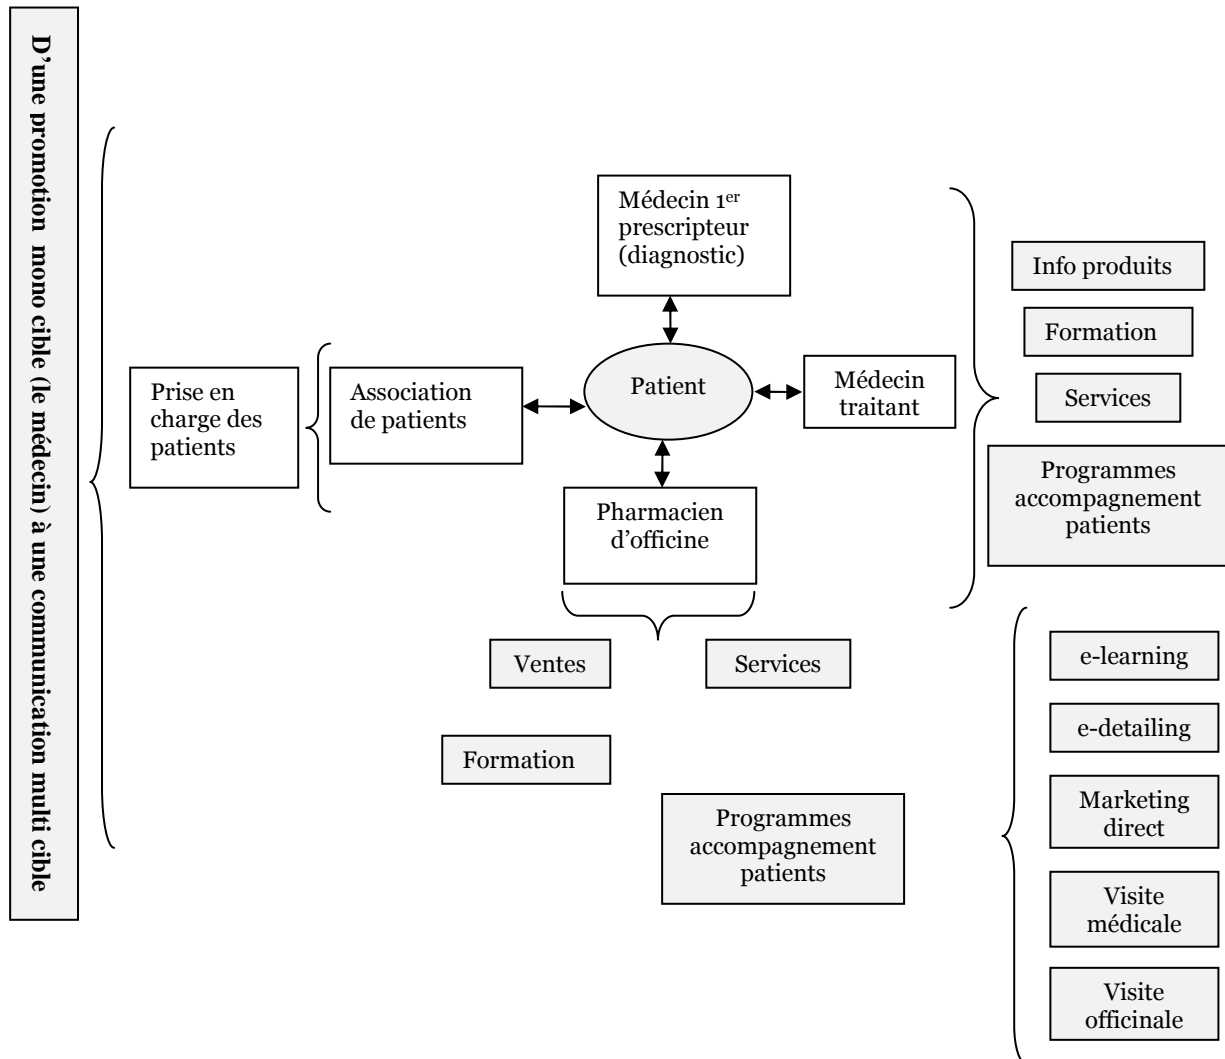 D’une promotion mono cible (le médecin) à une communication multi cible
Médecin 1er
prescripteur
(diagnostic)
Info produits
Formation
Prise en
charge des
patients
Association
de patients
Patient
Médecin
traitant
Services
Programmes
accompagnement
patients
Pharmacien
d’officine
Ventes
Services
Formation
Programmes
accompagnement
patients
e-learning
e-detailing
Marketing
direct
Visite
médicale
Visite
officinale